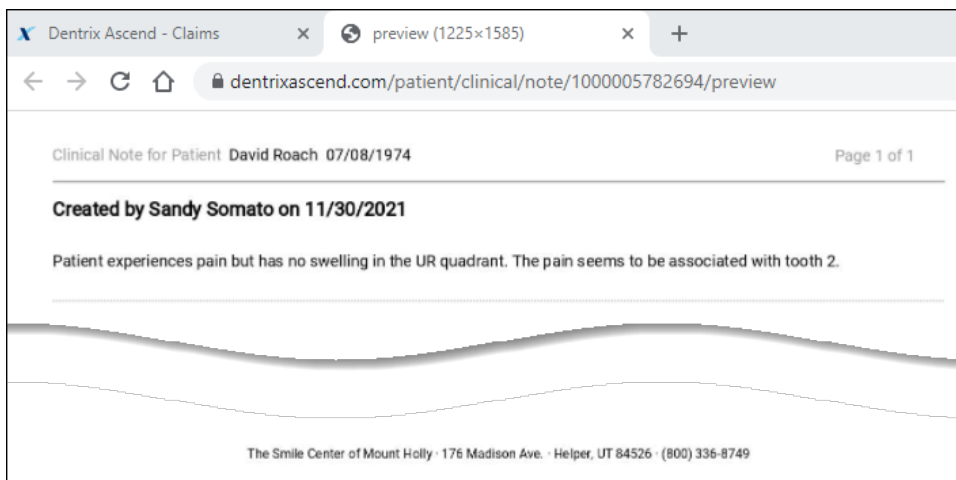 Dentrix Ascend - Claims
preview (1225×1585)
dentrixascend.com/patient/clinical/note/1000005782694/preview
Clinical Note for Patient David Roach 07/08/1974 Page 1 of 1
Created by Sandy Somato on 11/30/2021
Patient experiences pain but has no swelling in the UR quadrant. The pain seems to be associated with tooth 2.
The Smile Center of Mount Holly · 176 Madison Ave. · Helper, UT 84526 · (800) 336-8749